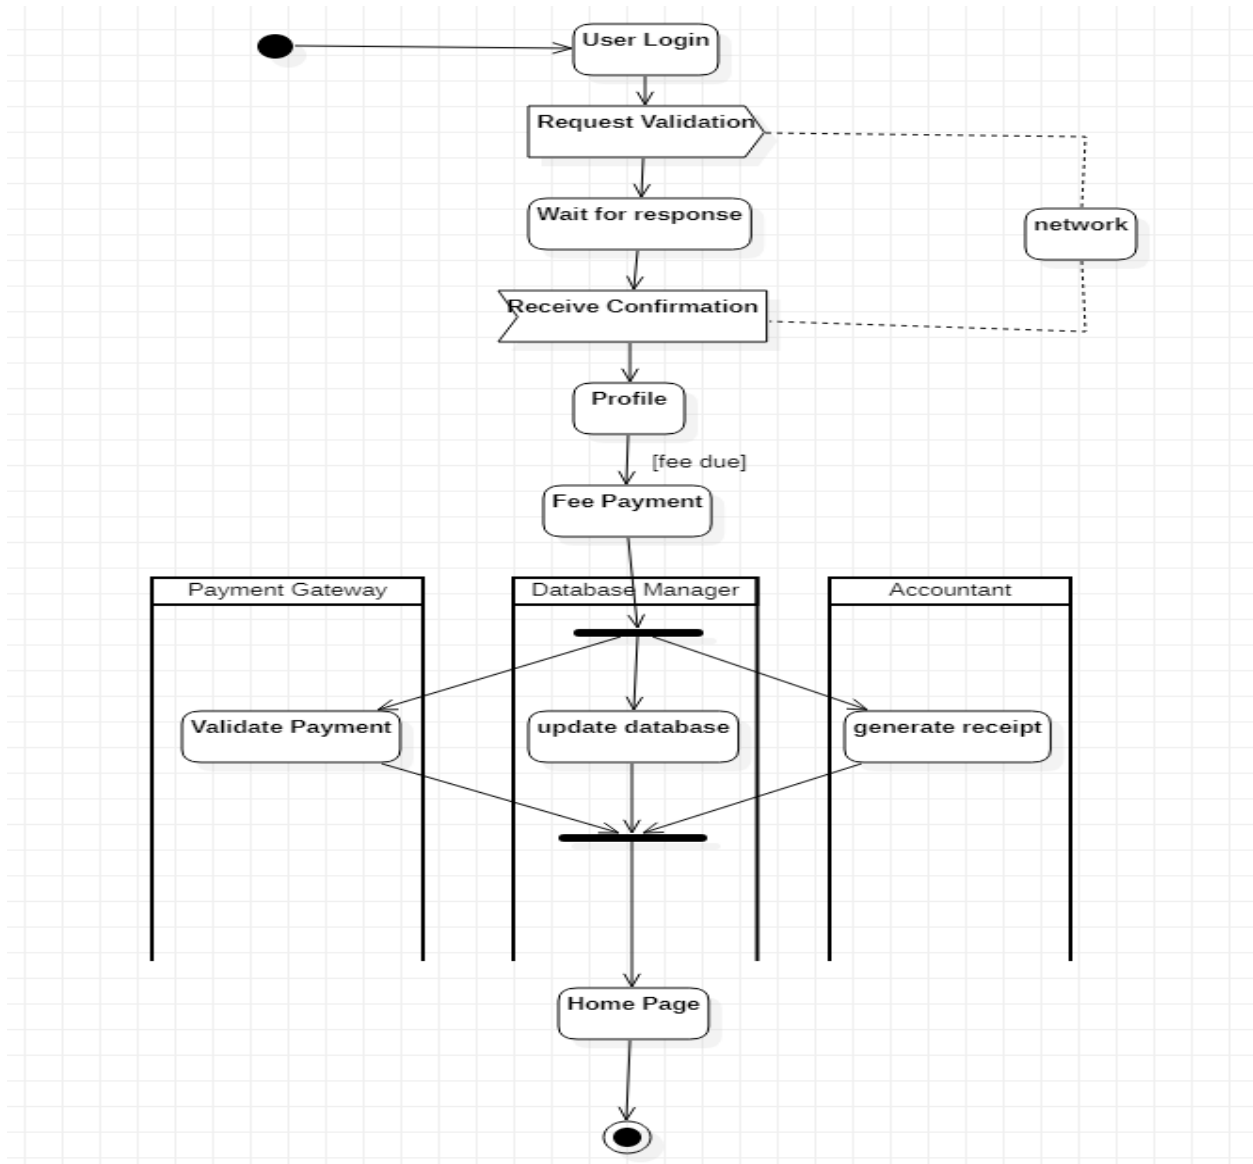 User Login
Request Validation
Wait for response
network
Receive Confirmation
Profile
[fee due]
Fee Payment
Payment Gateway
Database Manager
Accountant
Validate Payment
update database
generate receipt
Home Page